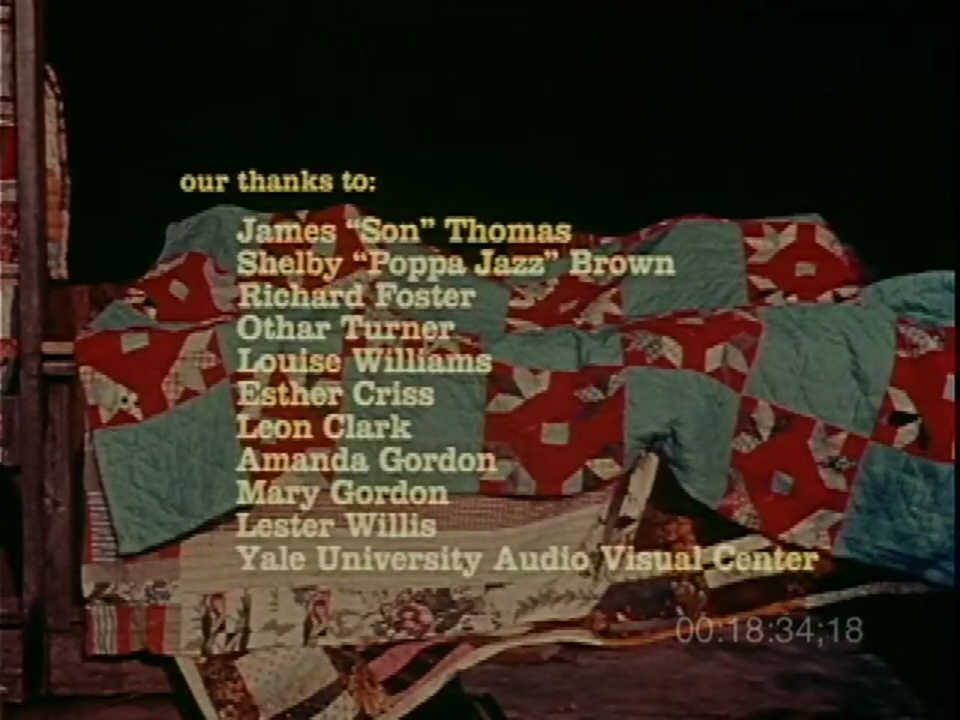 our thanks to:
James “Son” Thomas
Shelby “Poppa Jazz” Brown
Richard Foster
Othar Turner
Louise Williams
Esther Criss
Leon Clark
Amanda Gordon
Mary Gordon
Lester Willis
Yale University Audio Visual Center
00:18:34;18